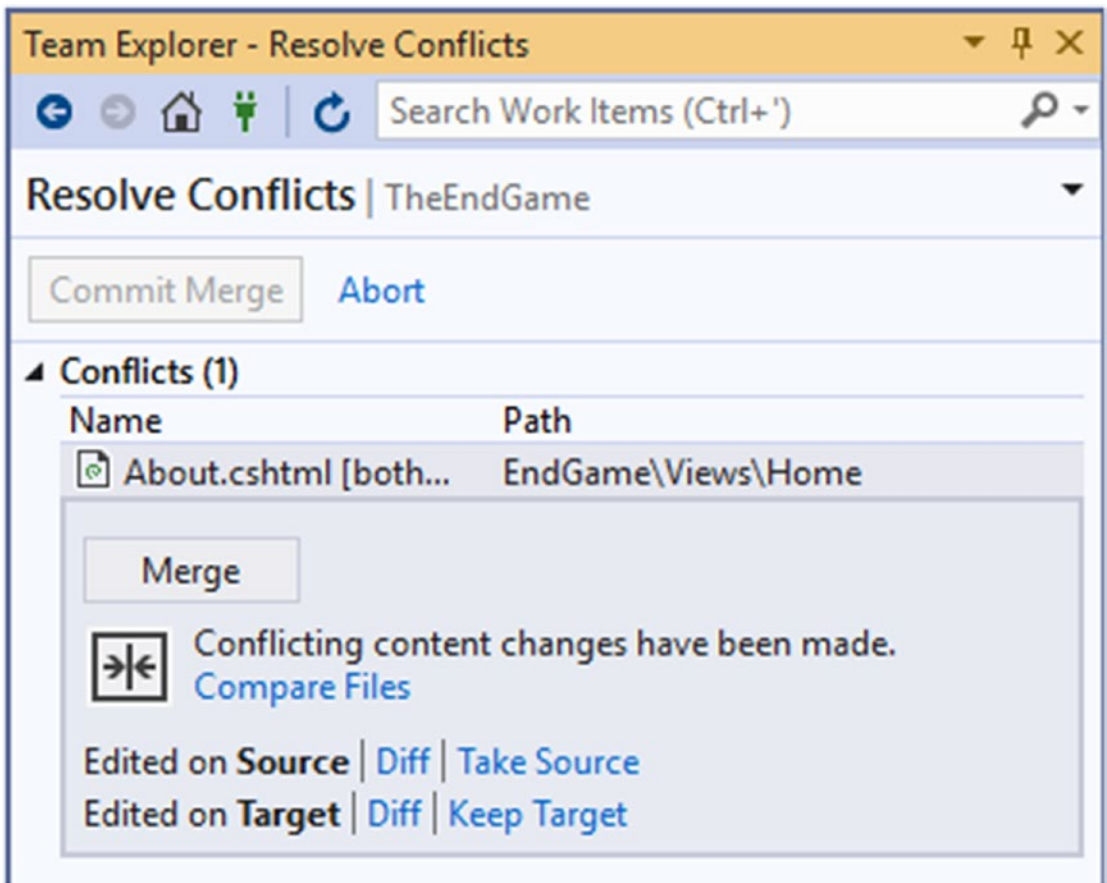 Team Explorer - Resolve Conflicts
Search Work Items (Ctrl+')
Resolve Conflicts | TheEndGame
Commit Merge Abort
Conflicts (1)
Name Path
About.cshtml [both... EndGame\Views\Home
Merge
Conflicting content changes have been made.
Compare Files
Edited on Source | Diff | Take Source
Edited on Target | Diff | Keep Target